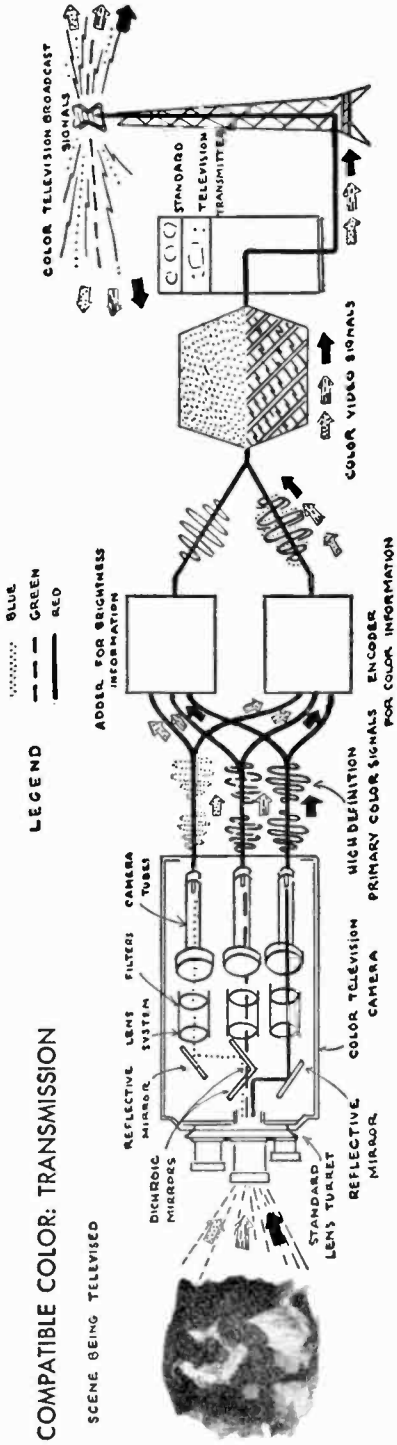 COMPATIBLE COLOR: TRANSMISSION
SCENE BEING TELEVISED
LEGEND
BLUE
GREEN
RED
REFLECTIVE
MIRROR
LENS
SYSTEM
FILTERS
CAMERA
TUBES
DICHROIC
MIRRORS
STANDARD
LENS TURRET
REFLECTIVE
MIRROR
COLOR TELEVISION
CAMERA
HIGH DEFINITION
PRIMARY COLOR SIGNALS
ADDER FOR BRIGHTNESS
INFORMATION
ENCODER
FOR COLOR INFORMATION
COLOR VIDEO SIGNALS
STANDARD
TELEVISION
TRANSMITTER
COLOR TELEVISION BROADCAST
SIGNALS